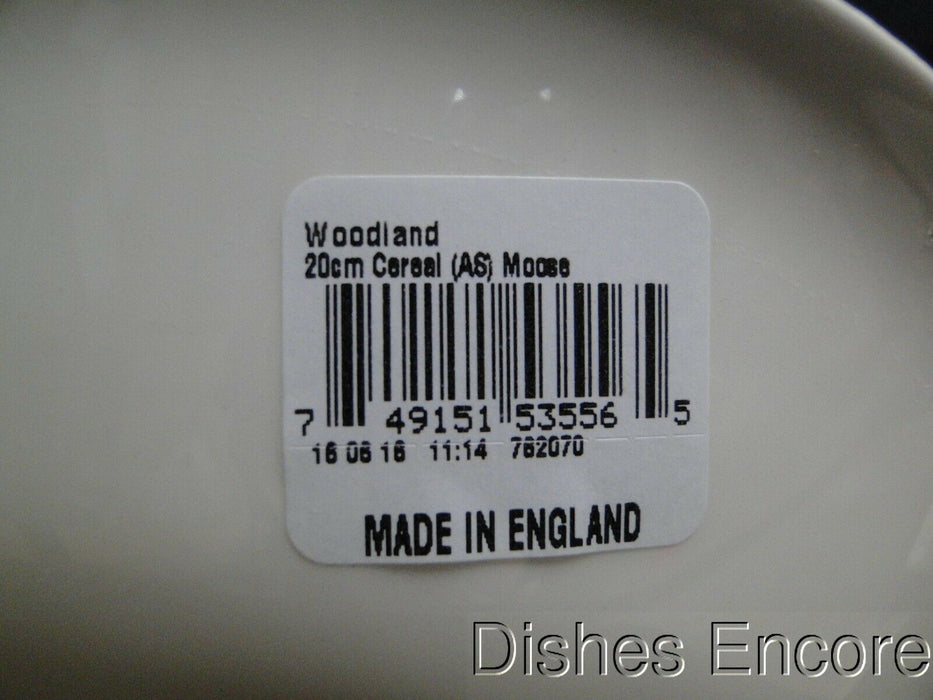 Woodland
20cm Cereal (AS) Moose
7 49151 53556 5
16 06 16 11:14 762070
MADE IN ENGLAND
Dishes Encore